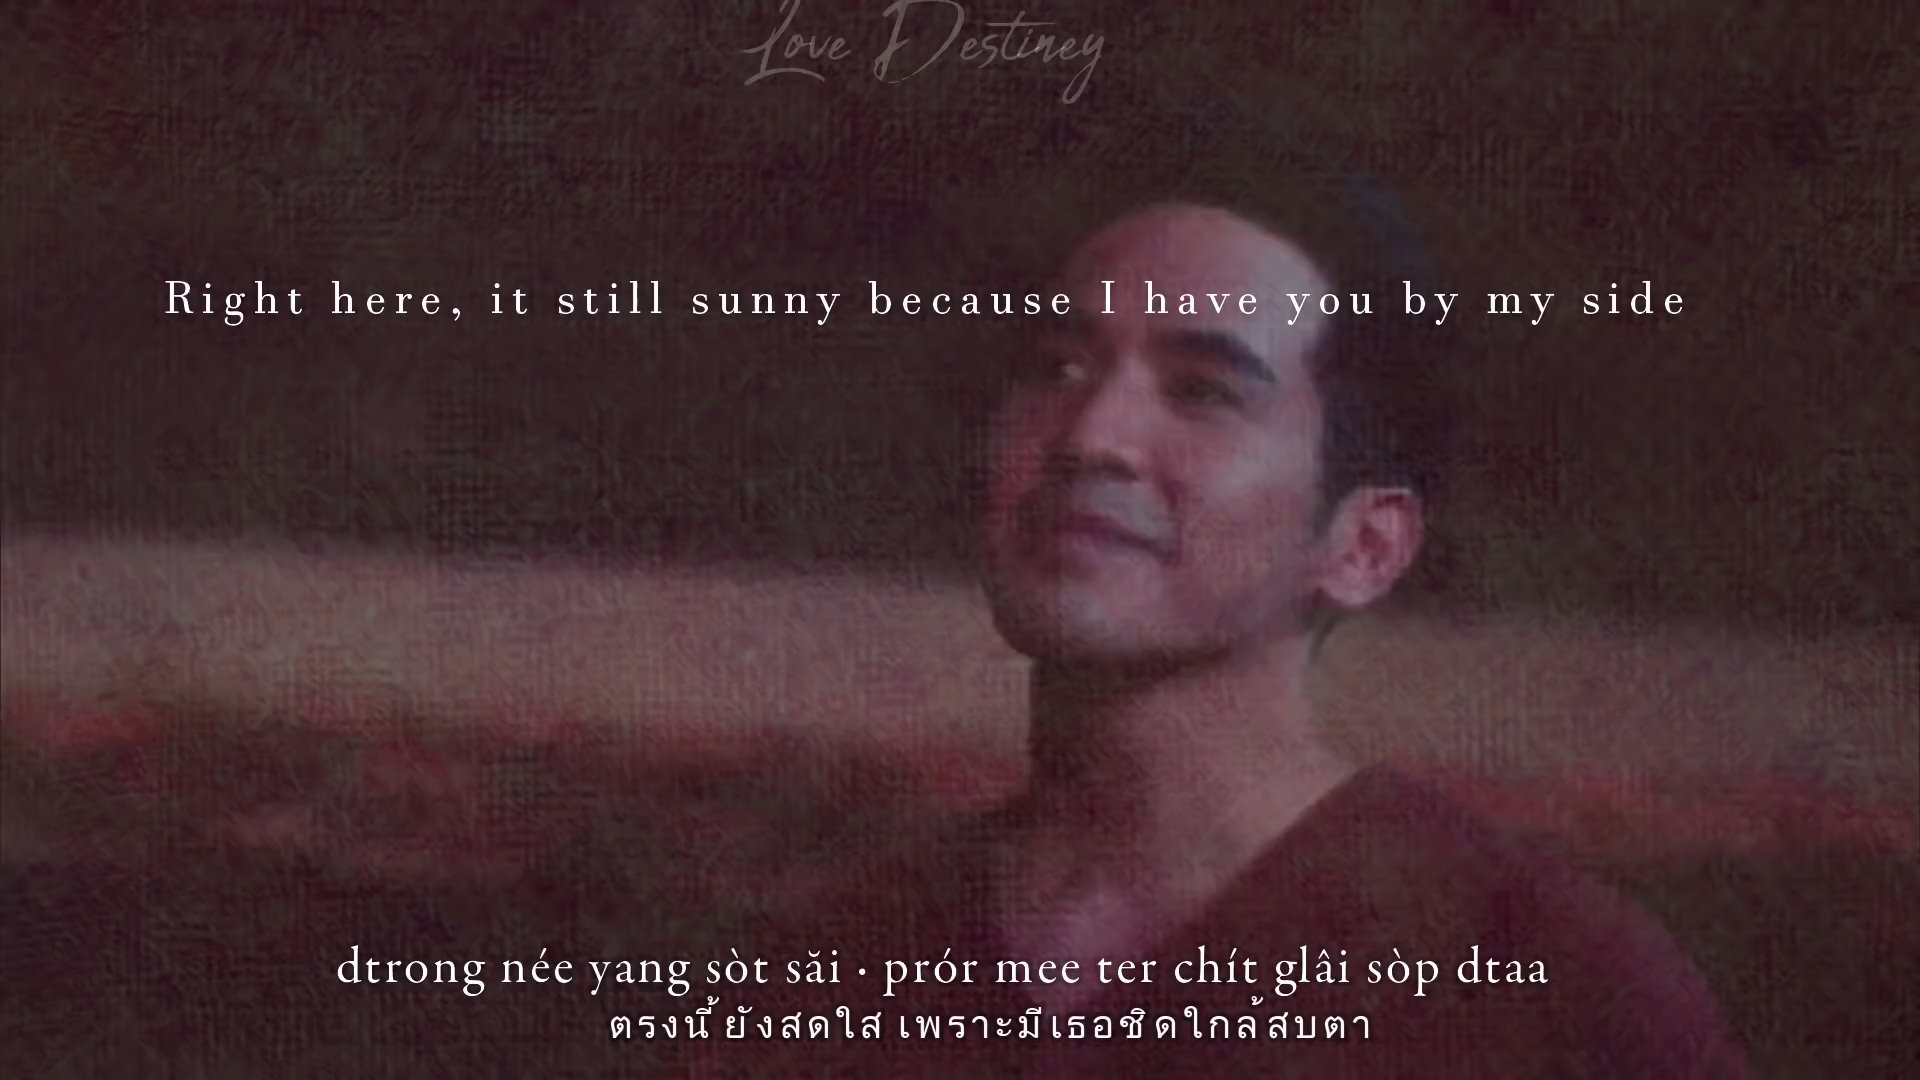 Love Destiney
Right here, it still sunny because I have you by my side
dtrong née yang sòt săi · prór mee ter chít glâi sòp dtaa
ตรงนี้ ยังสดใส เพราะมีเธอชิดใกล้สบตา